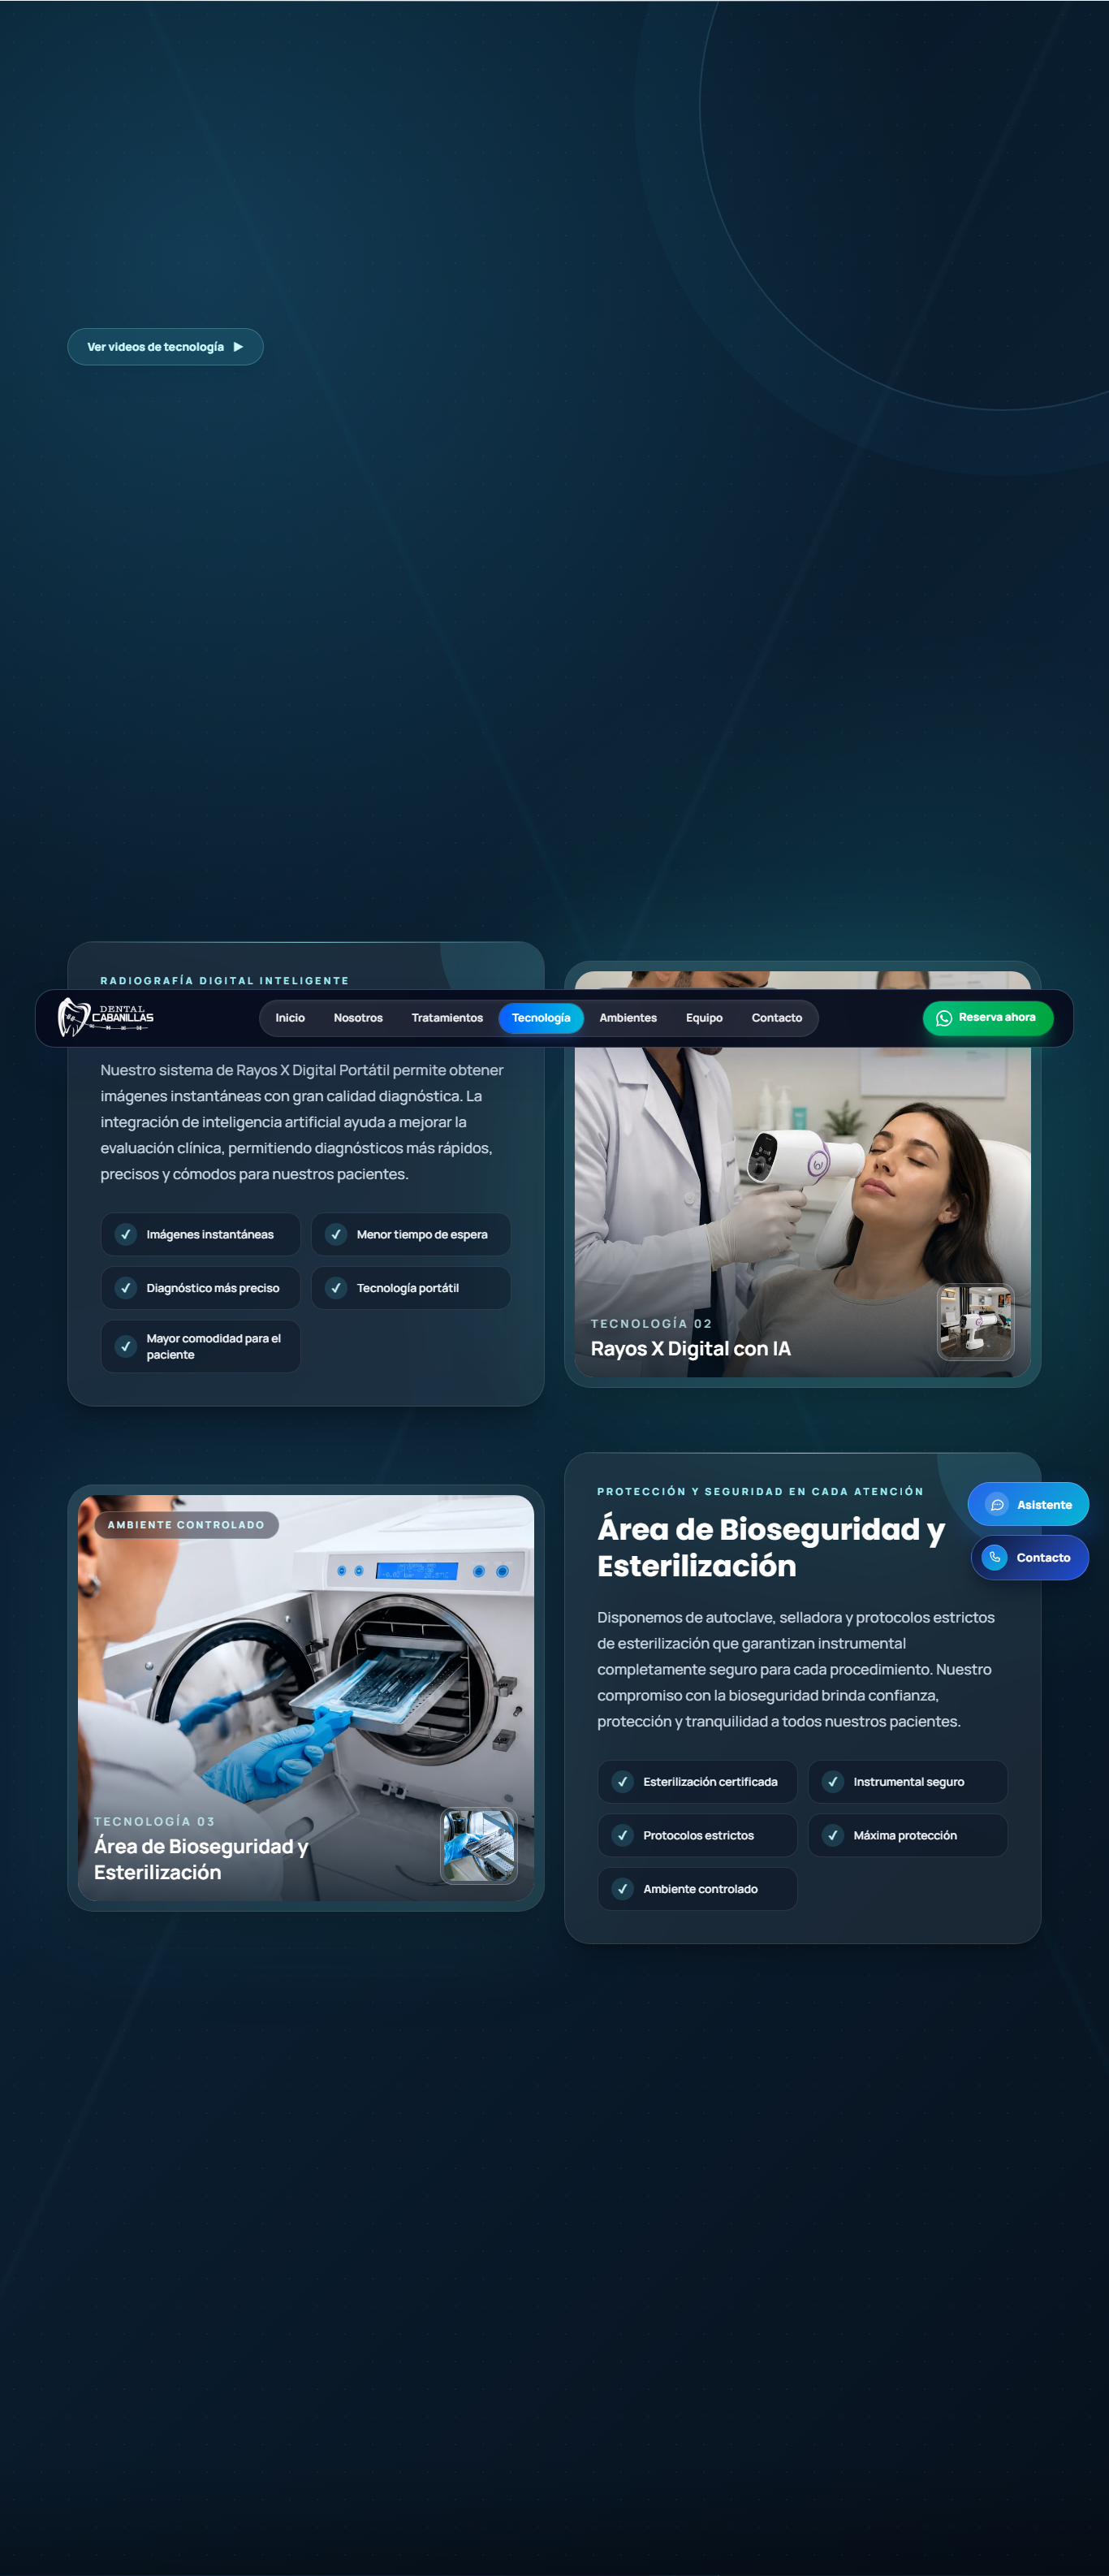 Ver videos de tecnología
RADIOGRAFÍA DIGITAL INTELIGENTE
DENTAL
CABANILLAS
Inicio
Nosotros
Tratamientos
Tecnología
Ambientes
Equipo
Contacto
Reserva ahora
Nuestro sistema de Rayos X Digital Portátil permite obtener
imágenes instantáneas con gran calidad diagnóstica. La
integración de inteligencia artificial ayuda a mejorar la
evaluación clínica, permitiendo diagnósticos más rápidos,
precisos y cómodos para nuestros pacientes.
Imágenes instantáneas
Menor tiempo de espera
Diagnóstico más preciso
Tecnología portátil
Mayor comodidad para el
paciente
TECNOLOGÍA 02
Rayos X Digital con IA
AMBIENTE CONTROLADO
TECNOLOGÍA 03
Área de Bioseguridad y
Esterilización
PROTECCIÓN Y SEGURIDAD EN CADA ATENCIÓN
Área de Bioseguridad y
Esterilización
Asistente
Contacto
Disponemos de autoclave, selladora y protocolos estrictos
de esterilización que garantizan instrumental
completamente seguro para cada procedimiento. Nuestro
compromiso con la bioseguridad brinda confianza,
protección y tranquilidad a todos nuestros pacientes.
Esterilización certificada
Instrumental seguro
Protocolos estrictos
Máxima protección
Ambiente controlado